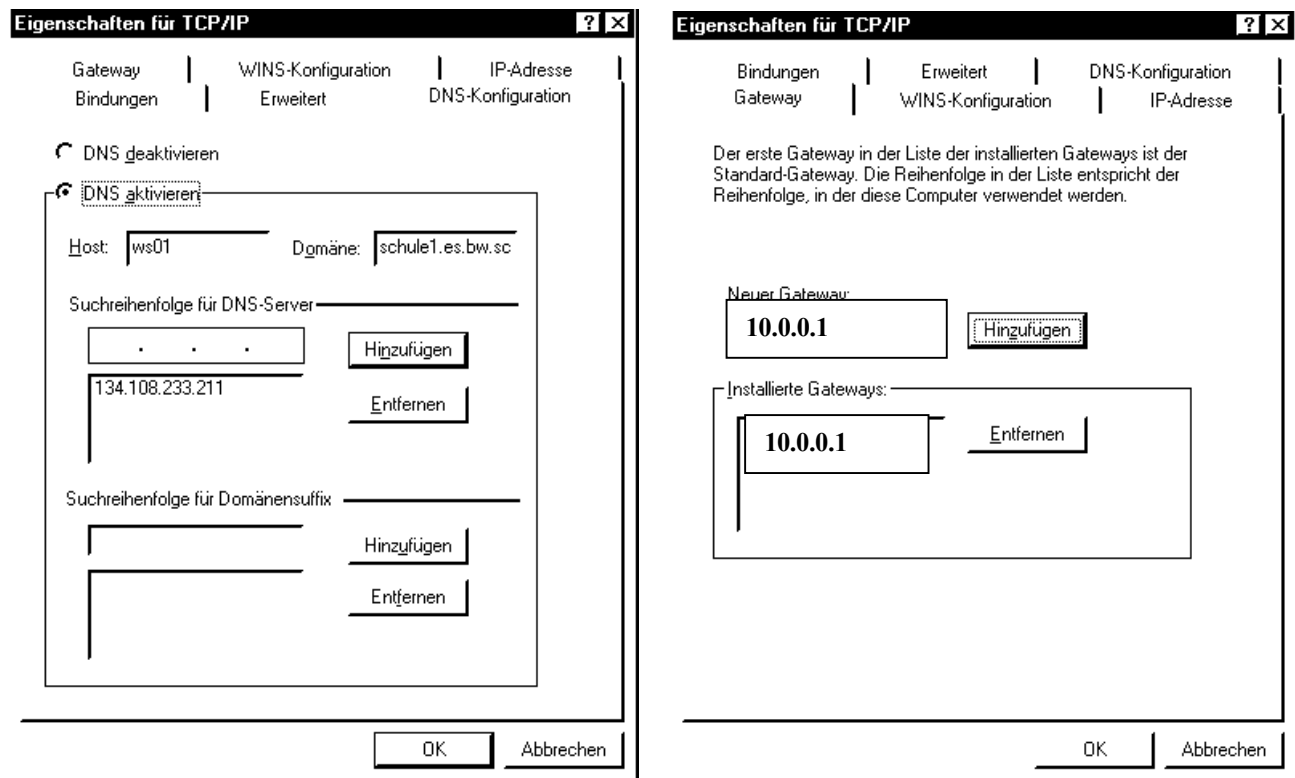 Eigenschaften für TCP/IP
Gateway WINS-Konfiguration IP-Adresse
Bindungen Erweitert DNS-Konfiguration
DNS deaktivieren
DNS aktivieren
Host: ws01 Domäne: schule1.es.bw.sc
Suchreihenfolge für DNS-Server
. . . Hinzufügen
134.108.233.211
Entfernen
Suchreihenfolge für Domänensuffix
Hinzufügen
Entfernen
OK Abbrechen
Eigenschaften für TCP/IP
Bindungen Erweitert DNS-Konfiguration
Gateway WINS-Konfiguration IP-Adresse
Der erste Gateway in der Liste der installierten Gateways ist der
Standard-Gateway. Die Reihenfolge in der Liste entspricht der
Reihenfolge, in der diese Computer verwendet werden.
Neuer Gateway:
10.0.0.1 Hinzufügen
Installierte Gateways:
10.0.0.1 Entfernen
OK Abbrechen